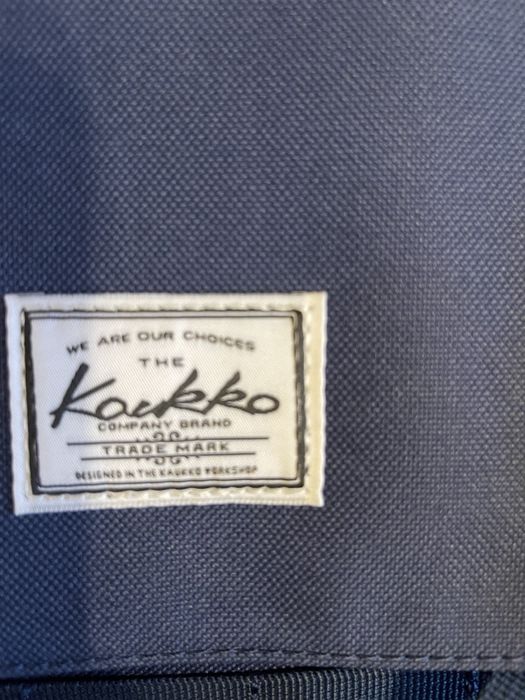 WE ARE OUR CHOICES
THE
Kaukko
COMPANY BRAND
TRADE MARK
DESIGNED IN THE KAUKKO WORKSHOP